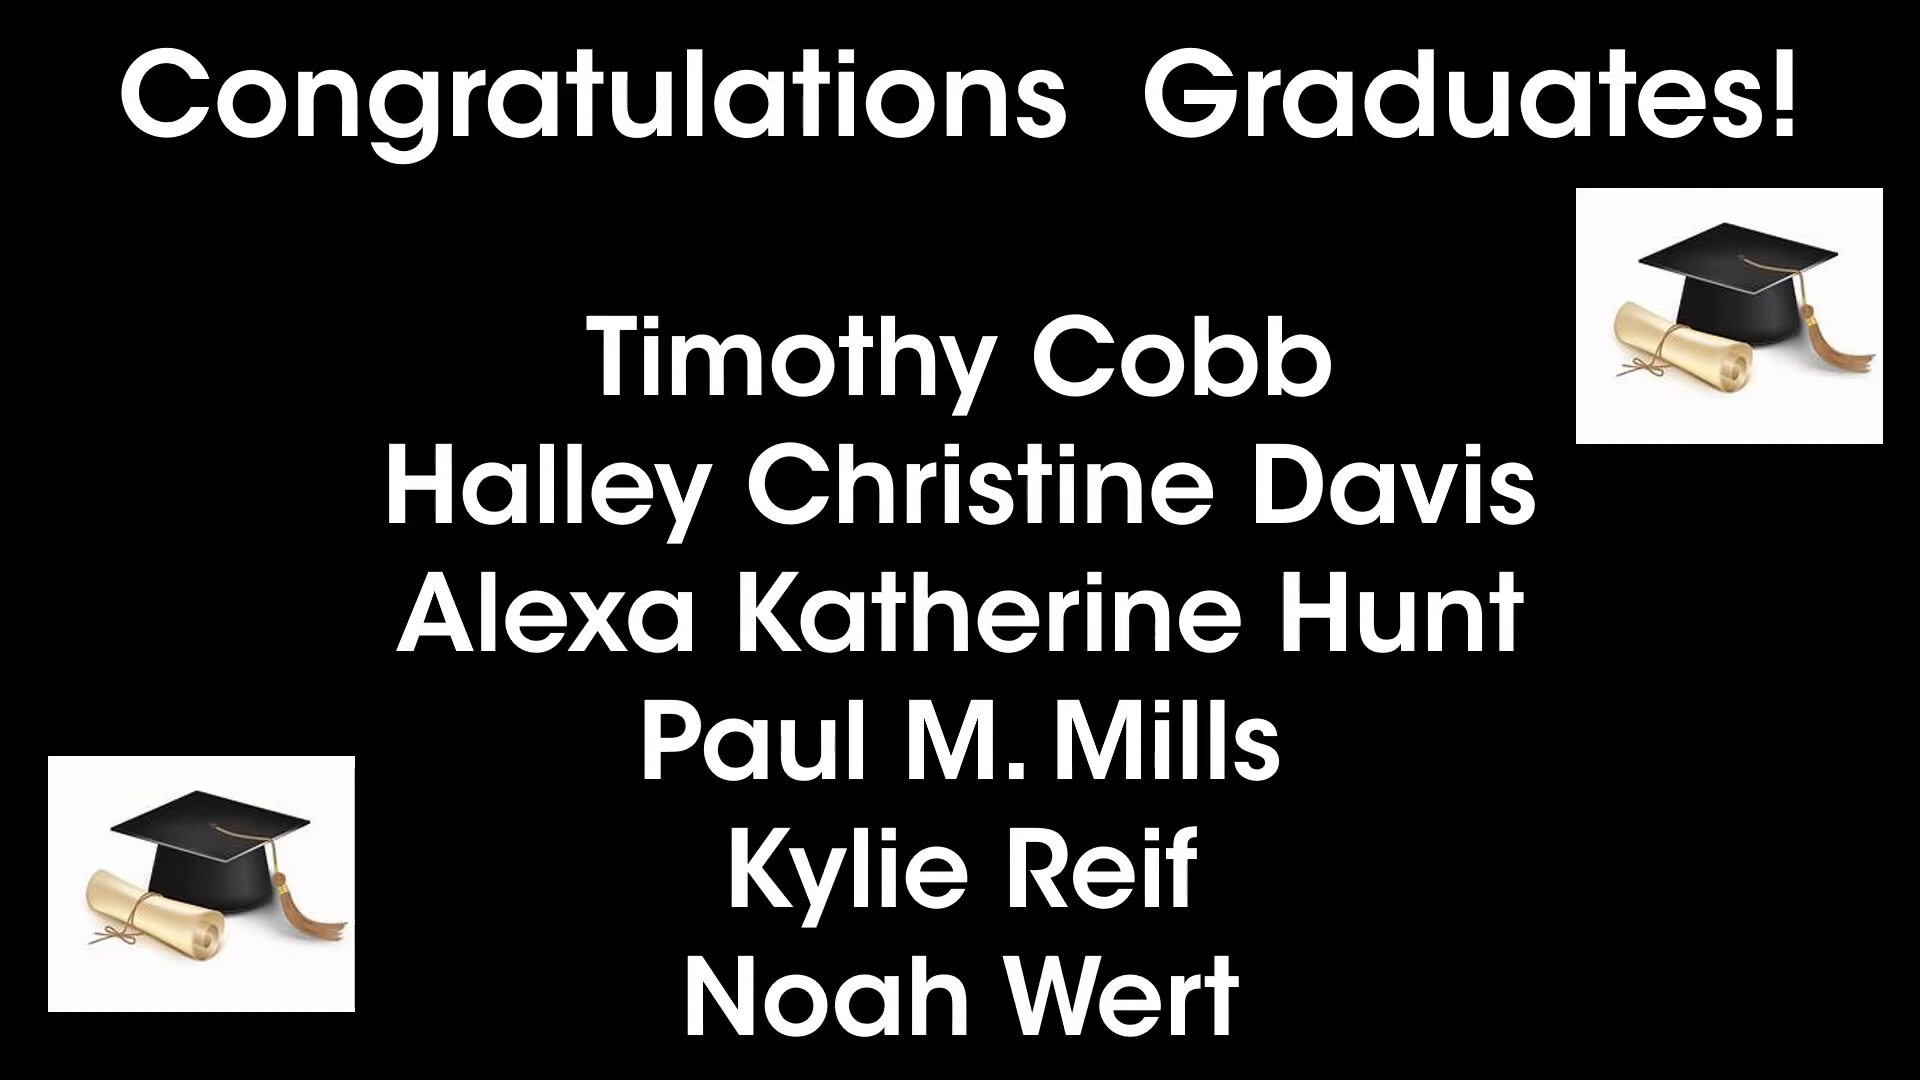 Congratulations  Graduates!
Timothy Cobb
Halley Christine Davis
Alexa Katherine Hunt
Paul M. Mills
Kylie Reif
Noah Wert